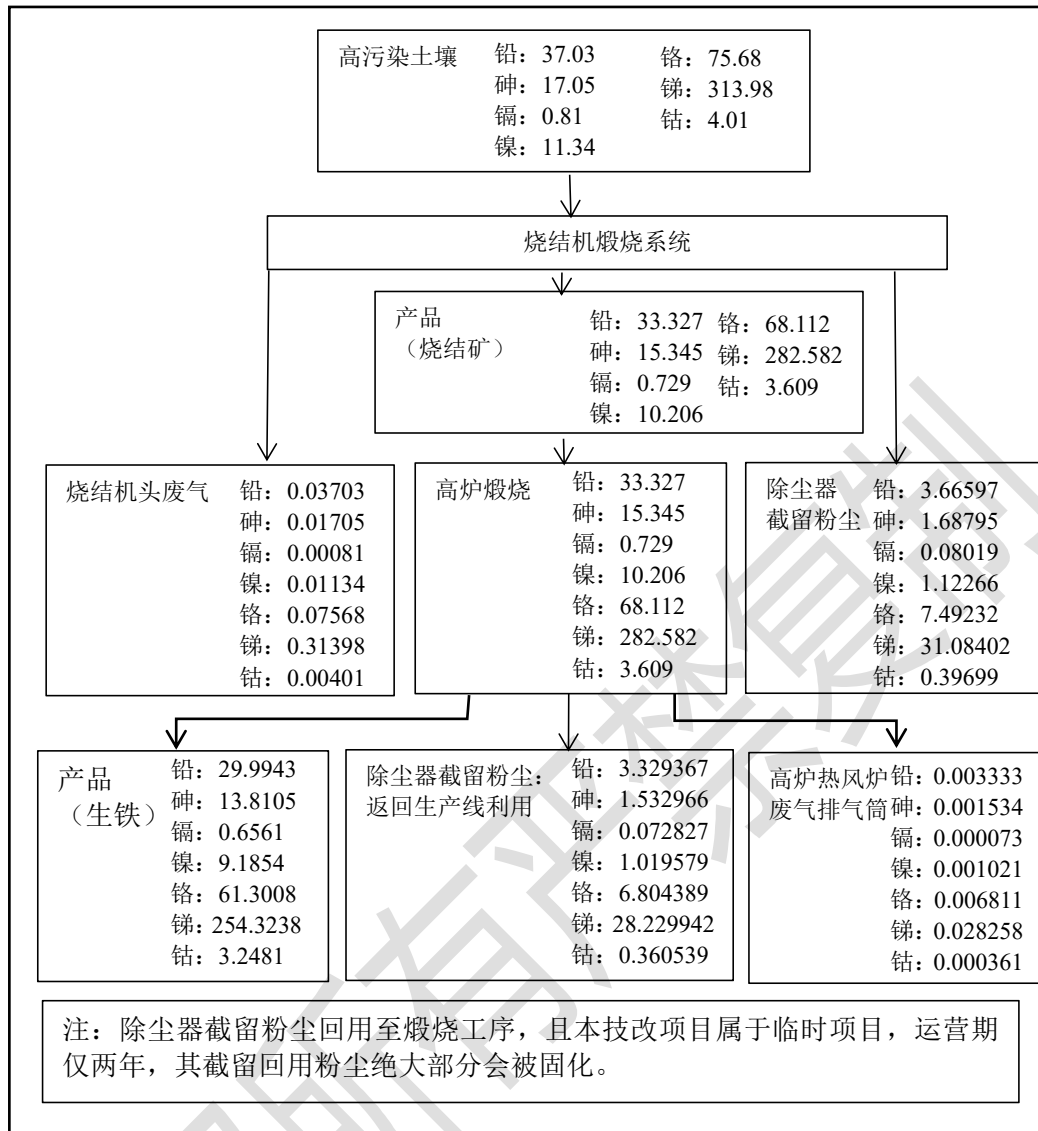 高污染土壤
铅：37.03
砷：17.05
镉：0.81
镍：11.34
铬：75.68
锑：313.98
钴：4.01
烧结机煅烧系统
产品
（烧结矿）
铅：33.327
砷：15.345
镉：0.729
镍：10.206
铬：68.112
锑：282.582
钴：3.609
烧结机头废气
铅：0.03703
砷：0.01705
镉：0.00081
镍：0.01134
铬：0.07568
锑：0.31398
钴：0.00401
高炉煅烧
铅：33.327
砷：15.345
镉：0.729
镍：10.206
铬：68.112
锑：282.582
钴：3.609
除尘器
截留粉尘
铅：3.66597
砷：1.68795
镉：0.08019
镍：1.12266
铬：7.49232
锑：31.08402
钴：0.39699
产品
（生铁）
铅：29.9943
砷：13.8105
镉：0.6561
镍：9.1854
铬：61.3008
锑：254.3238
钴：3.2481
除尘器截留粉尘：
返回生产线利用
铅：3.329367
砷：1.532966
镉：0.072827
镍：1.019579
铬：6.804389
锑：28.229942
钴：0.360539
高炉热风炉
废气排气筒
铅：0.003333
砷：0.001534
镉：0.000073
镍：0.001021
铬：0.006811
锑：0.028258
钴：0.000361
注：除尘器截留粉尘回用至煅烧工序，且本技改项目属于临时项目，运营期
仅两年，其截留回用粉尘绝大部分会被固化。
所有严禁复制